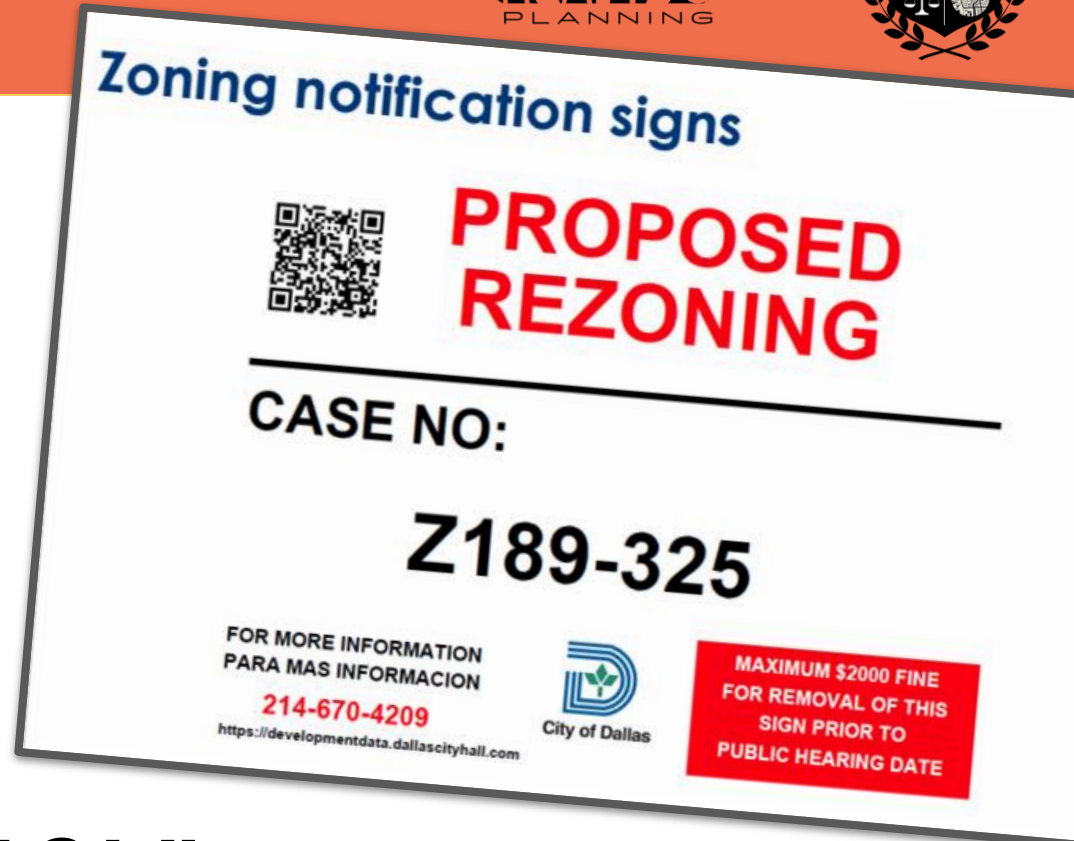 PLANNING
Zoning notification signs
PROPOSED
REZONING
CASE NO:
Z189-325
FOR MORE INFORMATION
PARA MAS INFORMACION
214-670-4209
https://developmentdata.dallascityhall.com
City of Dallas
MAXIMUM $2000 FINE
FOR REMOVAL OF THIS
SIGN PRIOR TO
PUBLIC HEARING DATE